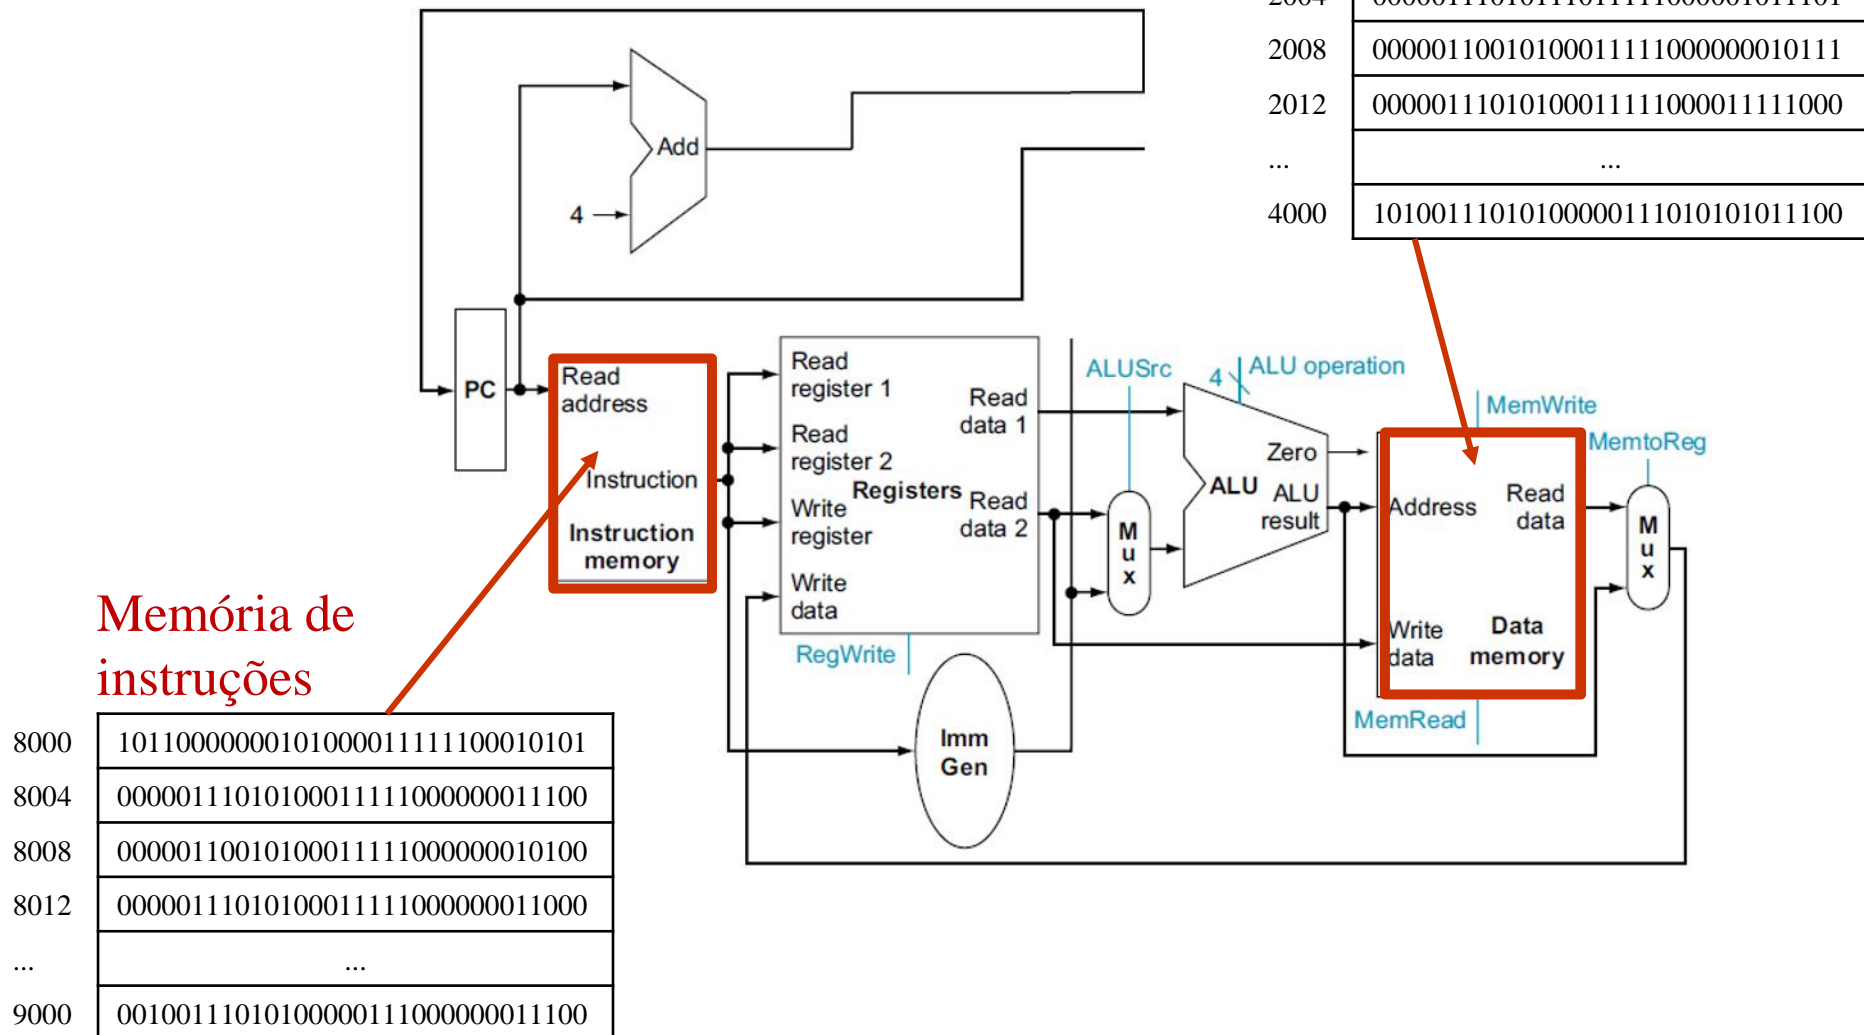 2004 00000111010111011111000001011101
2008 00000110010100011111000000010111
2012 00000111010100011111000011111000
... ...
4000 10100111010100000111010101011100
Add
4
PC
Read
address
Instruction
Instruction
memory
Read
register 1
Read
register 2
Write
register
Write
data
Registers
Read
data 1
Read
data 2
RegWrite
Imm
Gen
ALUSrc
M
u
x
4
ALU operation
Zero
ALU
ALU
result
MemWrite
Address
Read
data
Write
data
Data
memory
MemRead
MemtoReg
M
u
x
Memória de
instruções
8000 10110000000101000011111100010101
8004 00000111010100011111000000011100
8008 00000110010100011111000000010100
8012 00000111010100011111000000011000
... ...
9000 00100111010100000111000000011100